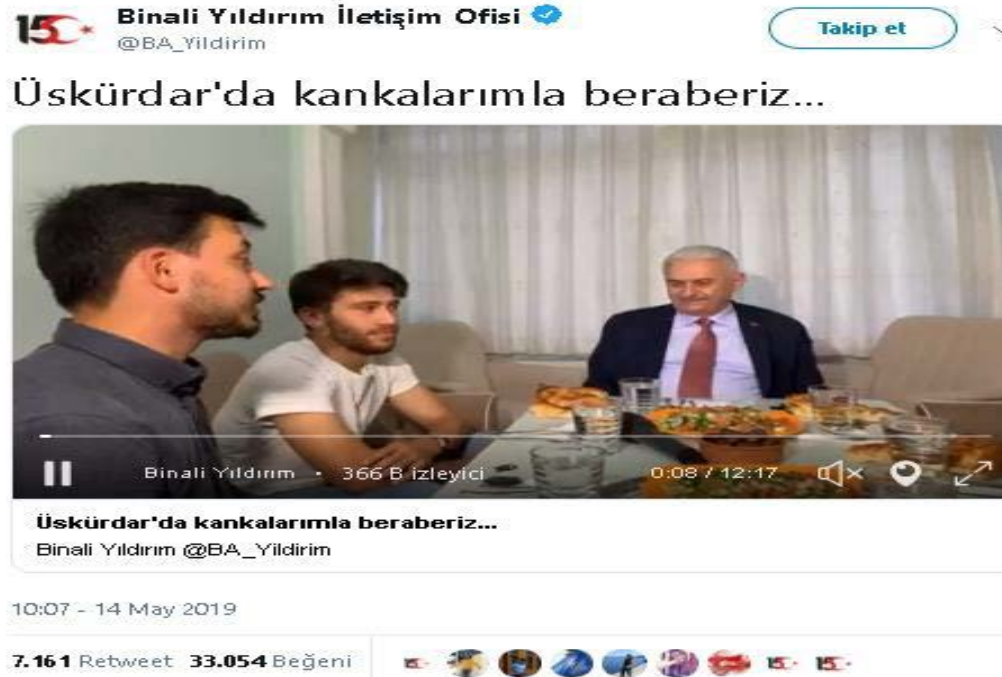 Binali Yıldırım İletişim Ofisi
@BA_Yildirim
Takip et
Üskürdar'da kankalarımla beraberiz...
Binali Yıldırım • 366 B izleyici
0:08 / 12:17
Üskürdar'da kankalarımla beraberiz...
Binali Yıldırım @BA_Yildirim
10:07 - 14 May 2019
7.161 Retweet 33.054 Beğeni